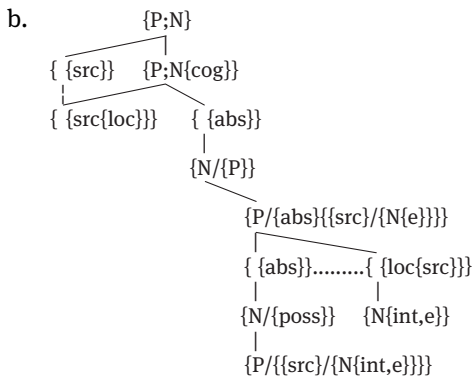 b. {P;N}
{ {src}} {P;N{cog}}
{ {src{loc}}} { {abs}}
{N/{P}}
{P/{abs}{{src}/{N{e}}}}
{ {abs}}.........{ {loc{src}}}
{N/{poss}} {N{int,e}}
{P/{{src}/{N{int,e}}}}